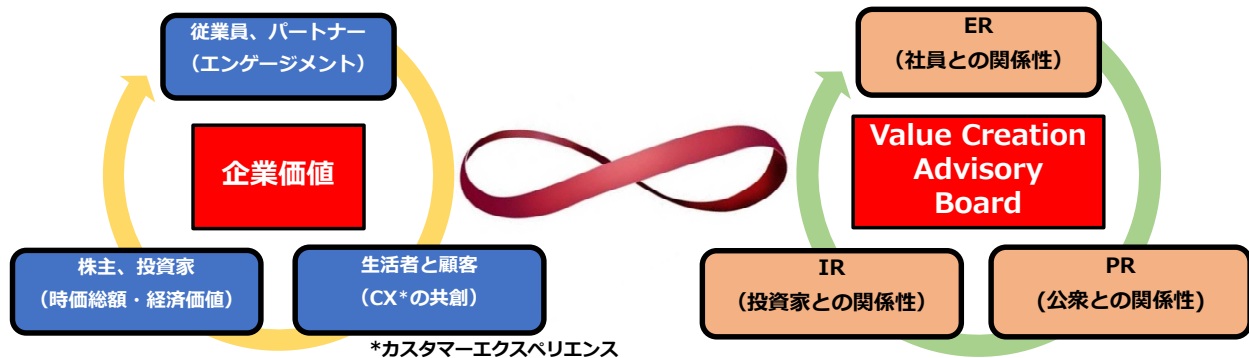 従業員、パートナー
（エンゲージメント）
企業価値
株主、投資家
（時価総額・経済価値）
生活者と顧客
（CX*の共創）
*カスタマーエクスペリエンス
ER
（社員との関係性）
Value Creation
Advisory
Board
IR
（投資家との関係性）
PR
(公衆との関係性)